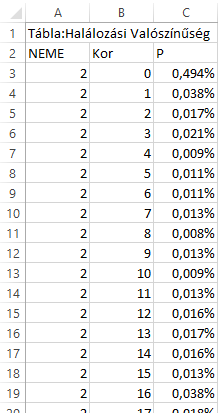 A B C
1 Tábla:Halálozási Valószínűség
2 NEME Kor P
3 2 0 0,494%
4 2 1 0,038%
5 2 2 0,017%
6 2 3 0,021%
7 2 4 0,009%
8 2 5 0,011%
9 2 6 0,011%
10 2 7 0,013%
11 2 8 0,008%
12 2 9 0,013%
13 2 10 0,009%
14 2 11 0,013%
15 2 12 0,016%
16 2 13 0,017%
17 2 14 0,016%
18 2 15 0,013%
19 2 16 0,038%
20 2 17 0,018%